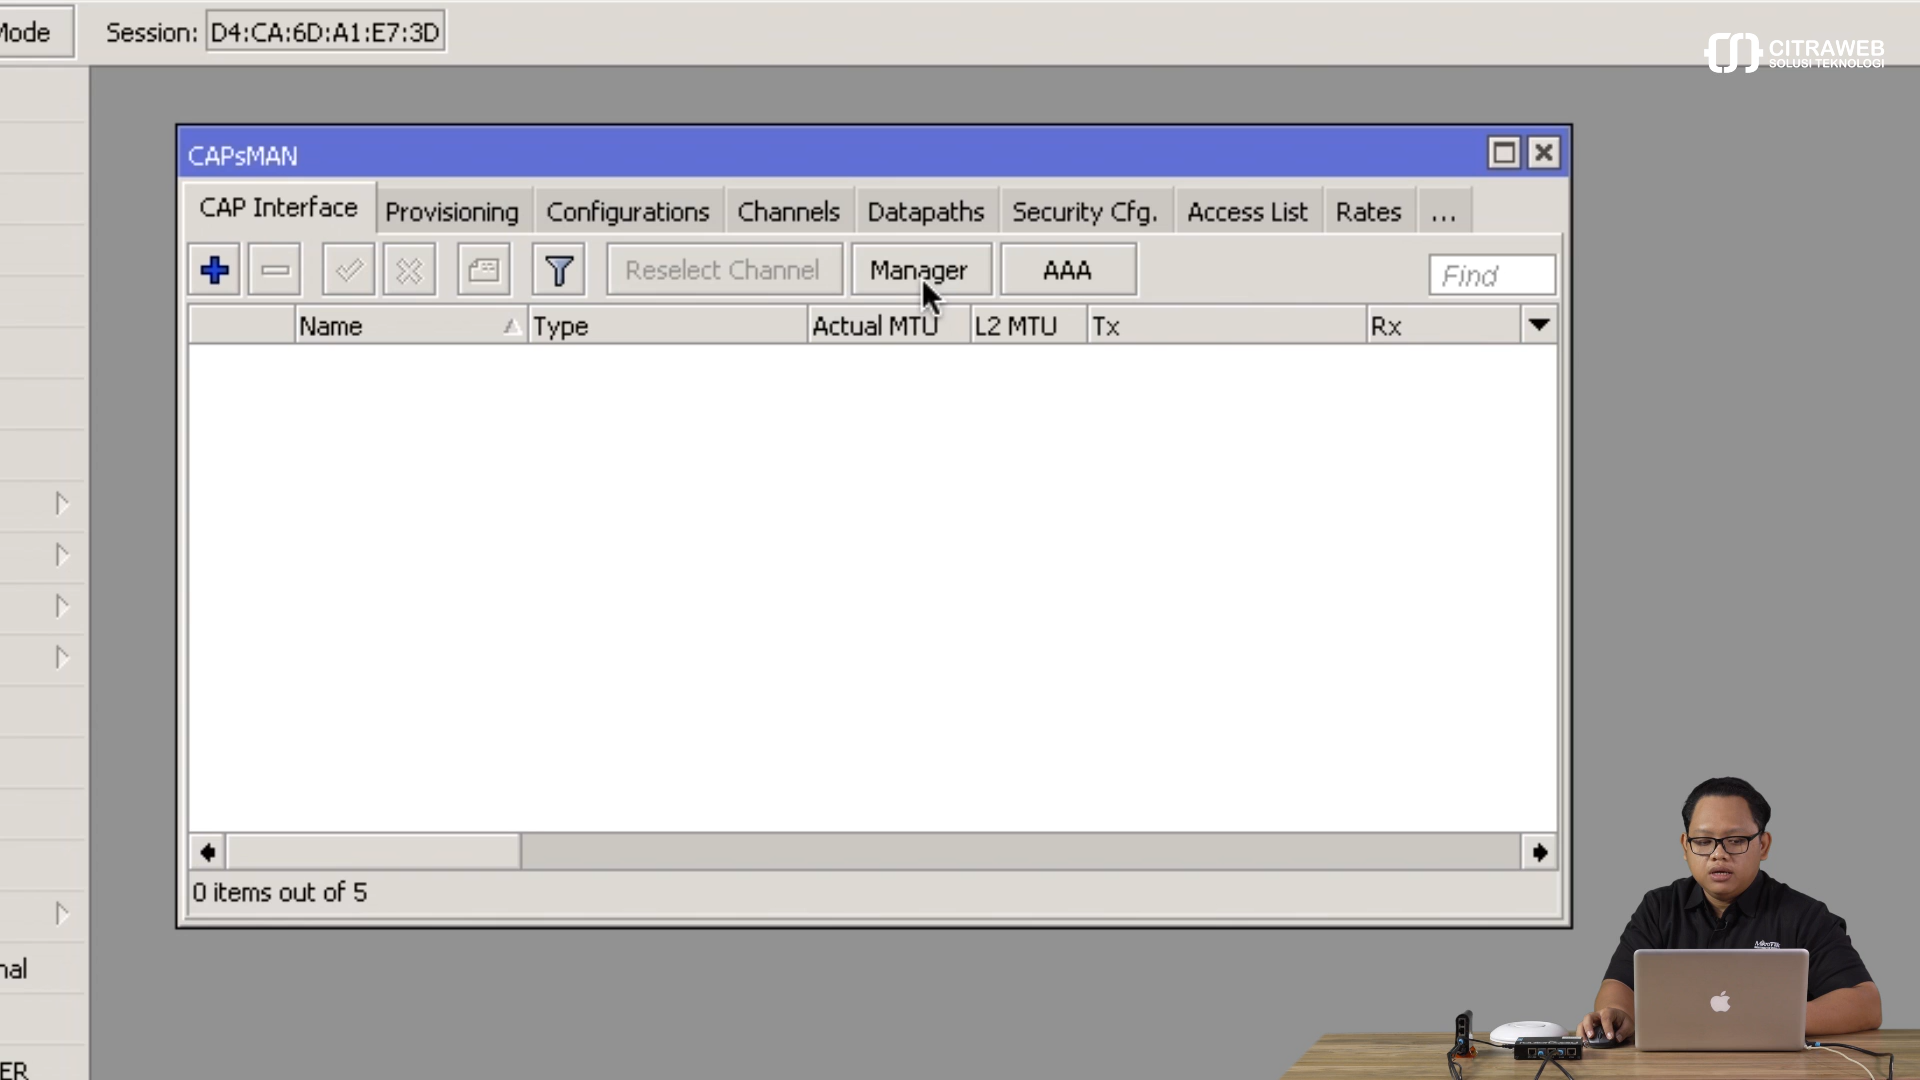 Mode
Session: D4:CA:6D:A1:E7:3D
CITRAWEB
SOLUSI TEKNOLOGI
CAPsMAN
CAP Interface Provisioning Configurations Channels Datapaths Security Cfg. Access List Rates ...
Reselect Channel Manager AAA Find
Name Type Actual MTU L2 MTU Tx Rx
0 items out of 5
nal
ER
MikroTik